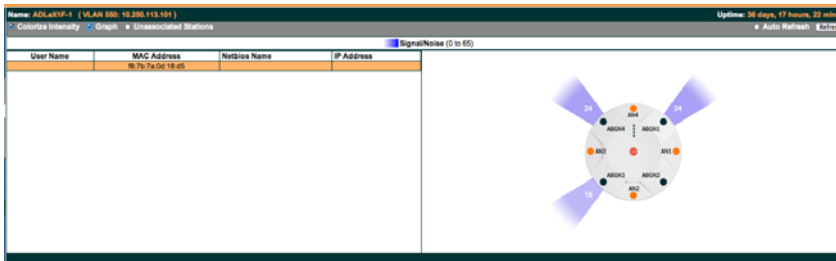 Name: ADLeX1F-1 ( VLAN 550: 10.250.113.101 )
Uptime: 36 days, 17 hours, 22 min
Colorize Intensity Graph Unassociated Stations
Auto Refresh Refre
Signal/Noise (0 to 65)
User Name MAC Address Netbios Name IP Address
f8:7b:7a:0d:18:d5
24 AN4 24
ABGN4 ABGN1
AN3 AN1
ABGN3 ABGN2
18 AN2